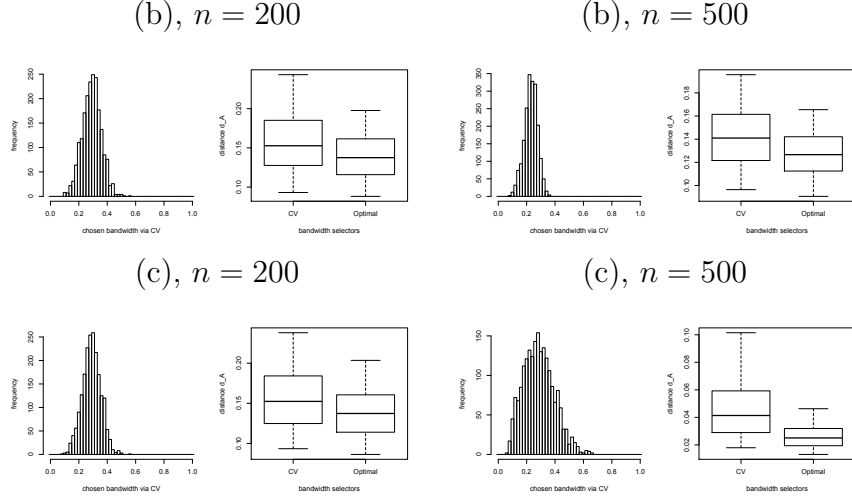 (b), n = 200
(b), n = 500
frequency
0 50 100 150 200 250
0.0 0.2 0.4 0.6 0.8 1.0
chosen bandwidth via CV
distance d_A
0.10 0.15 0.20
CV Optimal
bandwidth selectors
frequency
0 50 100 150 200 250 300 350
0.0 0.2 0.4 0.6 0.8 1.0
chosen bandwidth via CV
distance d_A
0.10 0.12 0.14 0.16 0.18
CV Optimal
bandwidth selectors
(c), n = 200
(c), n = 500
frequency
0 50 100 150 200 250
0.0 0.2 0.4 0.6 0.8 1.0
chosen bandwidth via CV
distance d_A
0.10 0.15 0.20
CV Optimal
bandwidth selectors
frequency
0 50 100 150
0.0 0.2 0.4 0.6 0.8 1.0
chosen bandwidth via CV
distance d_A
0.02 0.04 0.06 0.08 0.10
CV Optimal
bandwidth selectors